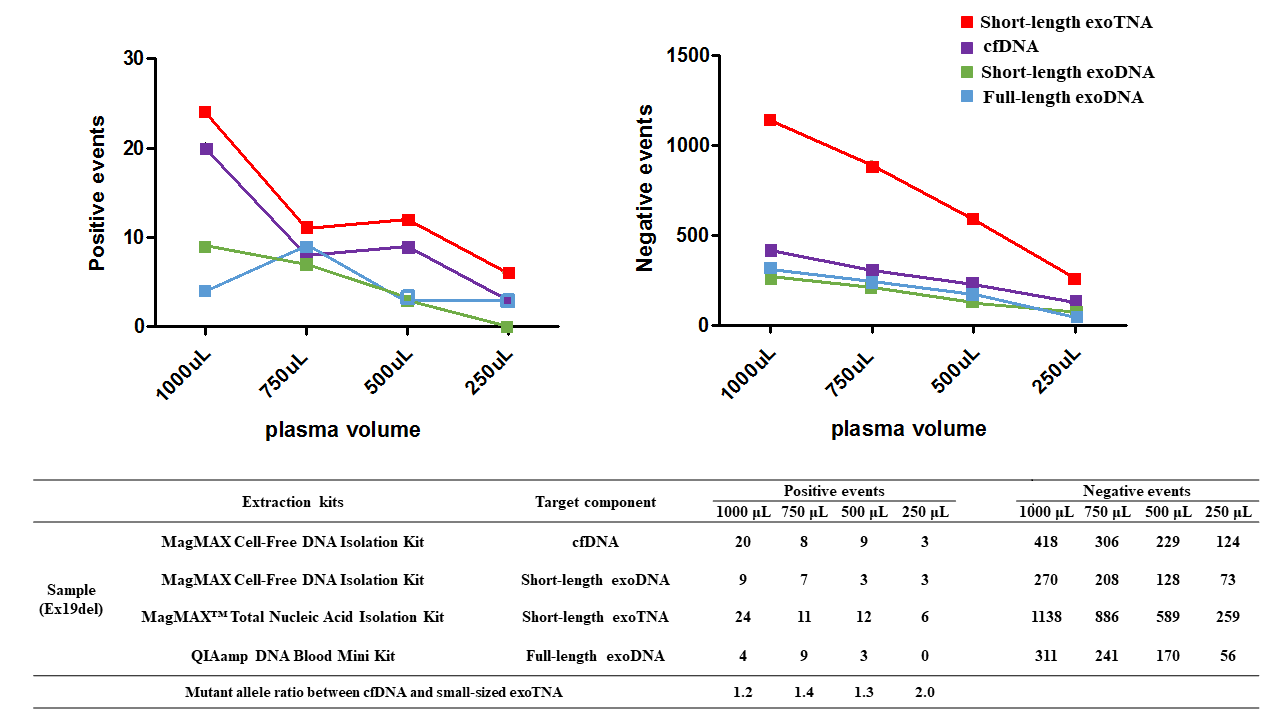 Short-length exoTNA
cfDNA
Short-length exoDNA
Full-length exoDNA
Positive events
30
20
10
0
1000uL
750uL
500uL
250uL
plasma volume
Negative events
1500
1000
500
0
1000uL
750uL
500uL
250uL
plasma volume
Extraction kits Target component Positive events Negative events
1000 µL 750 µL 500 µL 250 µL 1000 µL 750 µL 500 µL 250 µL
Sample
(Ex19del)
MagMAX Cell-Free DNA Isolation Kit cfDNA 20 8 9 3 418 306 229 124
MagMAX Cell-Free DNA Isolation Kit Short-length exoDNA 9 7 3 3 270 208 128 73
MagMAX™ Total Nucleic Acid Isolation Kit Short-length exoTNA 24 11 12 6 1138 886 589 259
QIAamp DNA Blood Mini Kit Full-length exoDNA 4 9 3 0 311 241 170 56
Mutant allele ratio between cfDNA and small-sized exoTNA 1.2 1.4 1.3 2.0